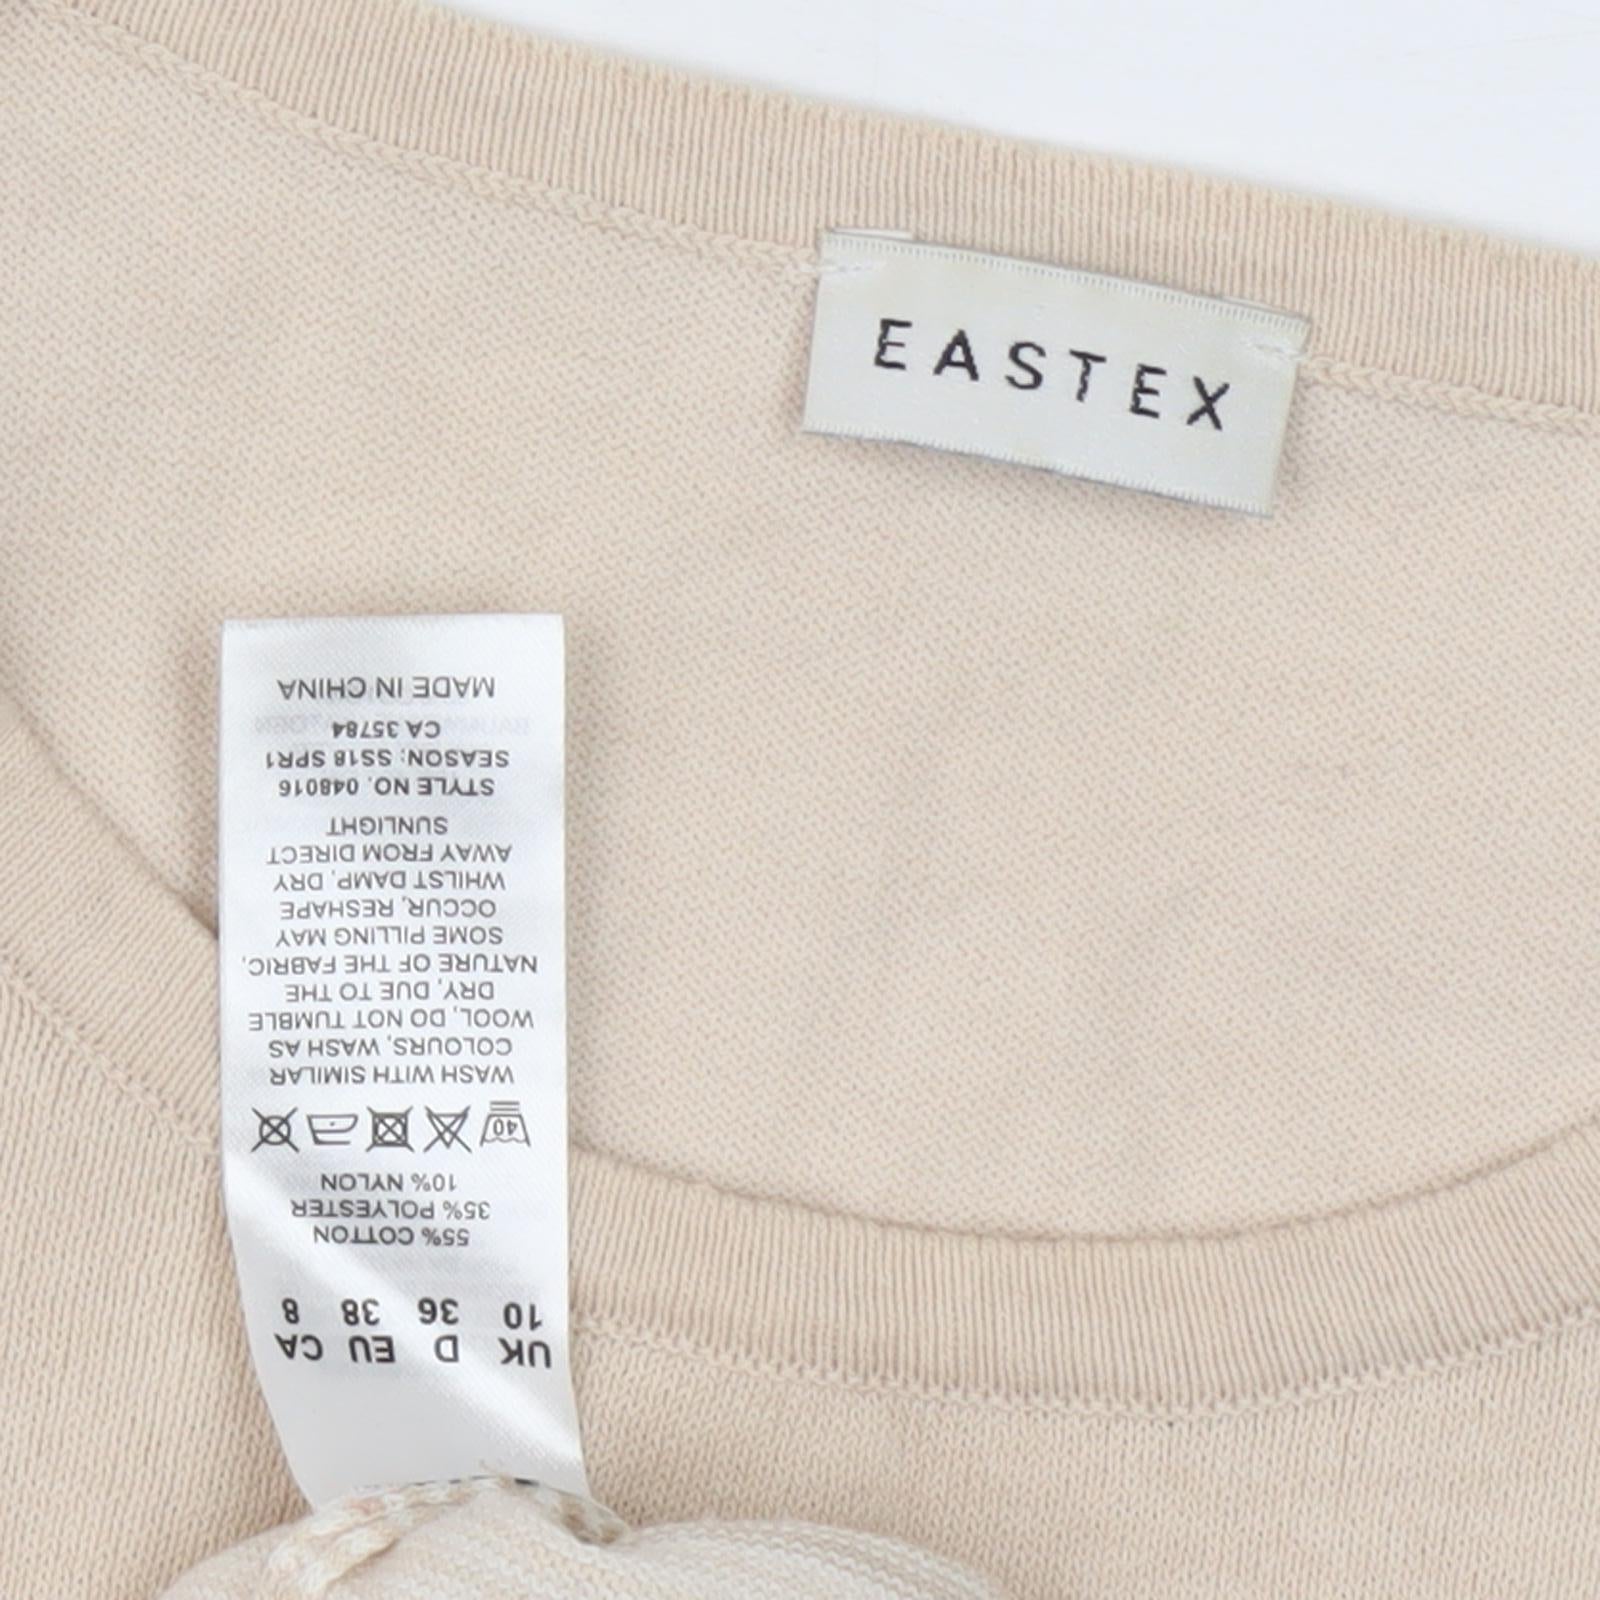 EASTEX
UK D EU CA
10 36 38 8
55% COTTON
35% POLYESTER
10% NYLON
40
WASH WITH SIMILAR
COLOURS, WASH AS
WOOL, DO NOT TUMBLE
DRY, DUE TO THE
NATURE OF THE FABRIC,
SOME PILLING MAY
OCCUR, RESHAPE
WHILST DAMP, DRY
AWAY FROM DIRECT
SUNLIGHT
STYLE NO. 048016
SEASON: SS18 SPR1
CA 35784
MADE IN CHINA